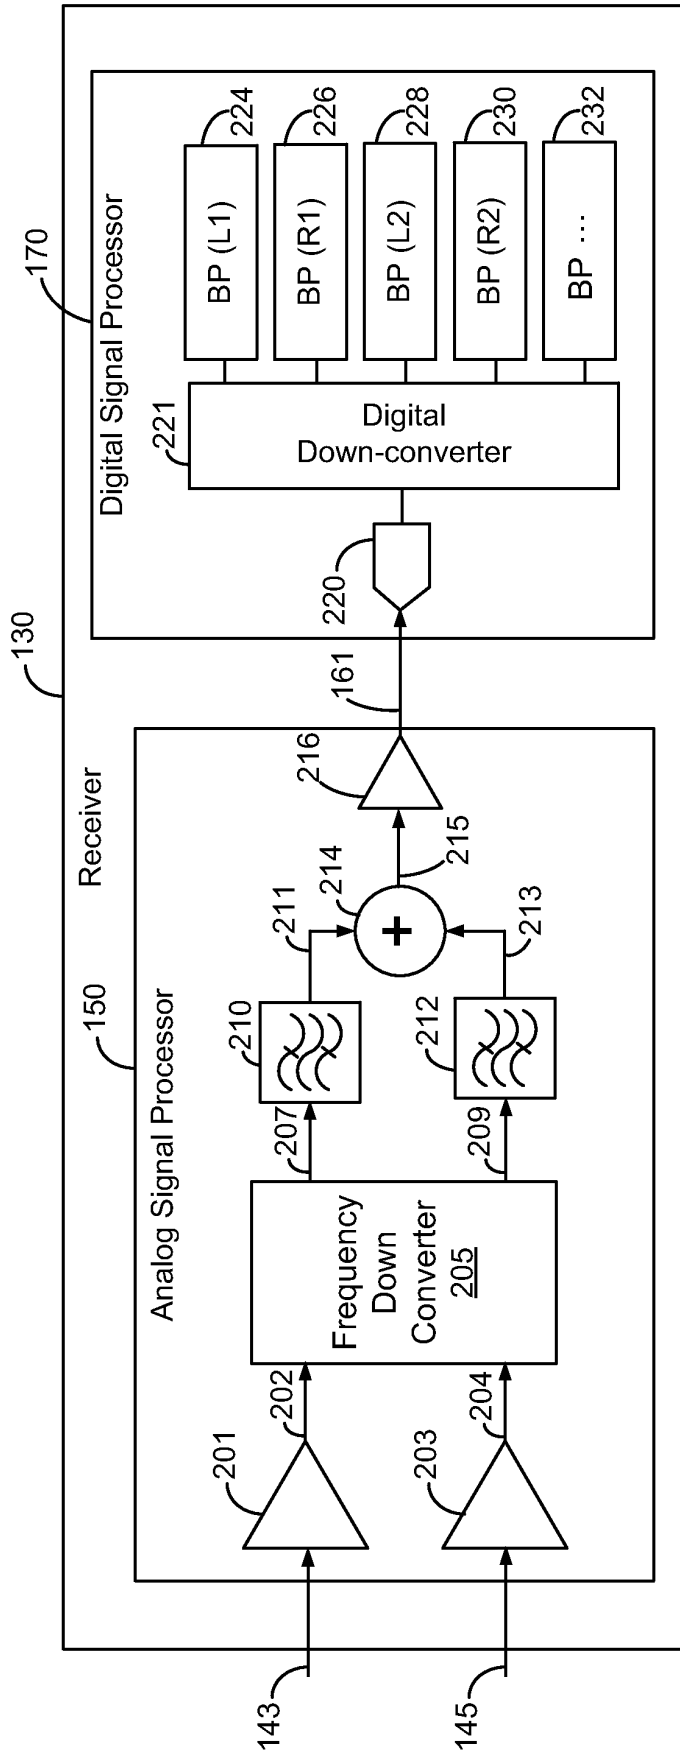 130
Receiver
150
Analog Signal Processor
143
145
201
202
203
204
Frequency
Down
Converter
205
207
209
210
212
211
213
214
+
215
216
161
170
Digital Signal Processor
220
221
Digital
Down-converter
BP (L1)
224
BP (R1)
226
BP (L2)
228
BP (R2)
230
BP ...
232